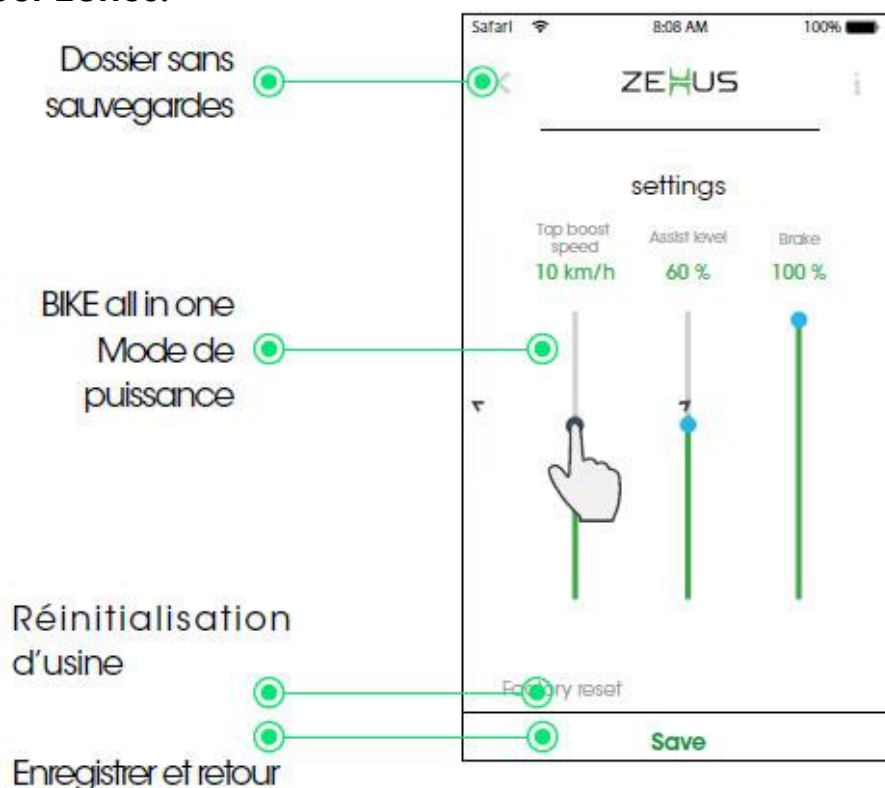 Safari 8:08 AM 100%
Dossier sans
sauvegardes
ZEHUS
i
settings
Top boost
speed
Assist level
Brake
10 km/h 60 % 100 %
BIKE all in one
Mode de
puissance
Réinitialisation
d'usine
Factory reset
Save
Enregistrer et retour